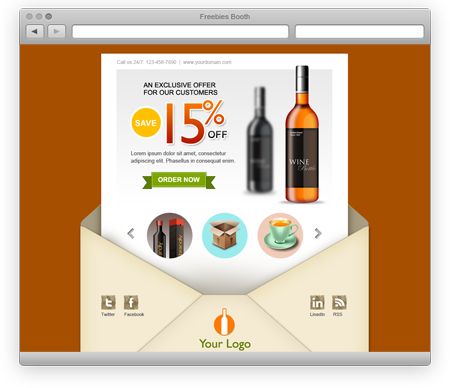 Freebies Booth
Call us 24/7: 123-456-7890 | www.yourdomain.com
AN EXCLUSIVE OFFER
FOR OUR CUSTOMERS
SAVE
15%
OFF
Lorem ipsum dolor sit amet, consectetur
adipiscing elit. Phasellus in consequat enim.
ORDER NOW
WINE
Bottle
Twitter
Facebook
LinkedIn
RSS
Your Logo